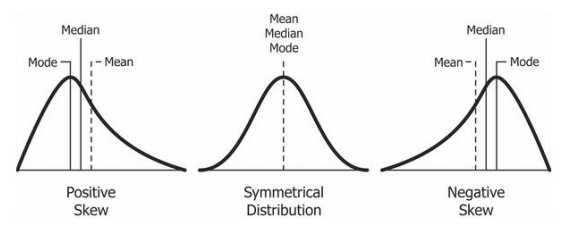 Median
Mode
Mean
Positive
Skew
Mean
Median
Mode
Symmetrical
Distribution
Median
Mean
Mode
Negative
Skew